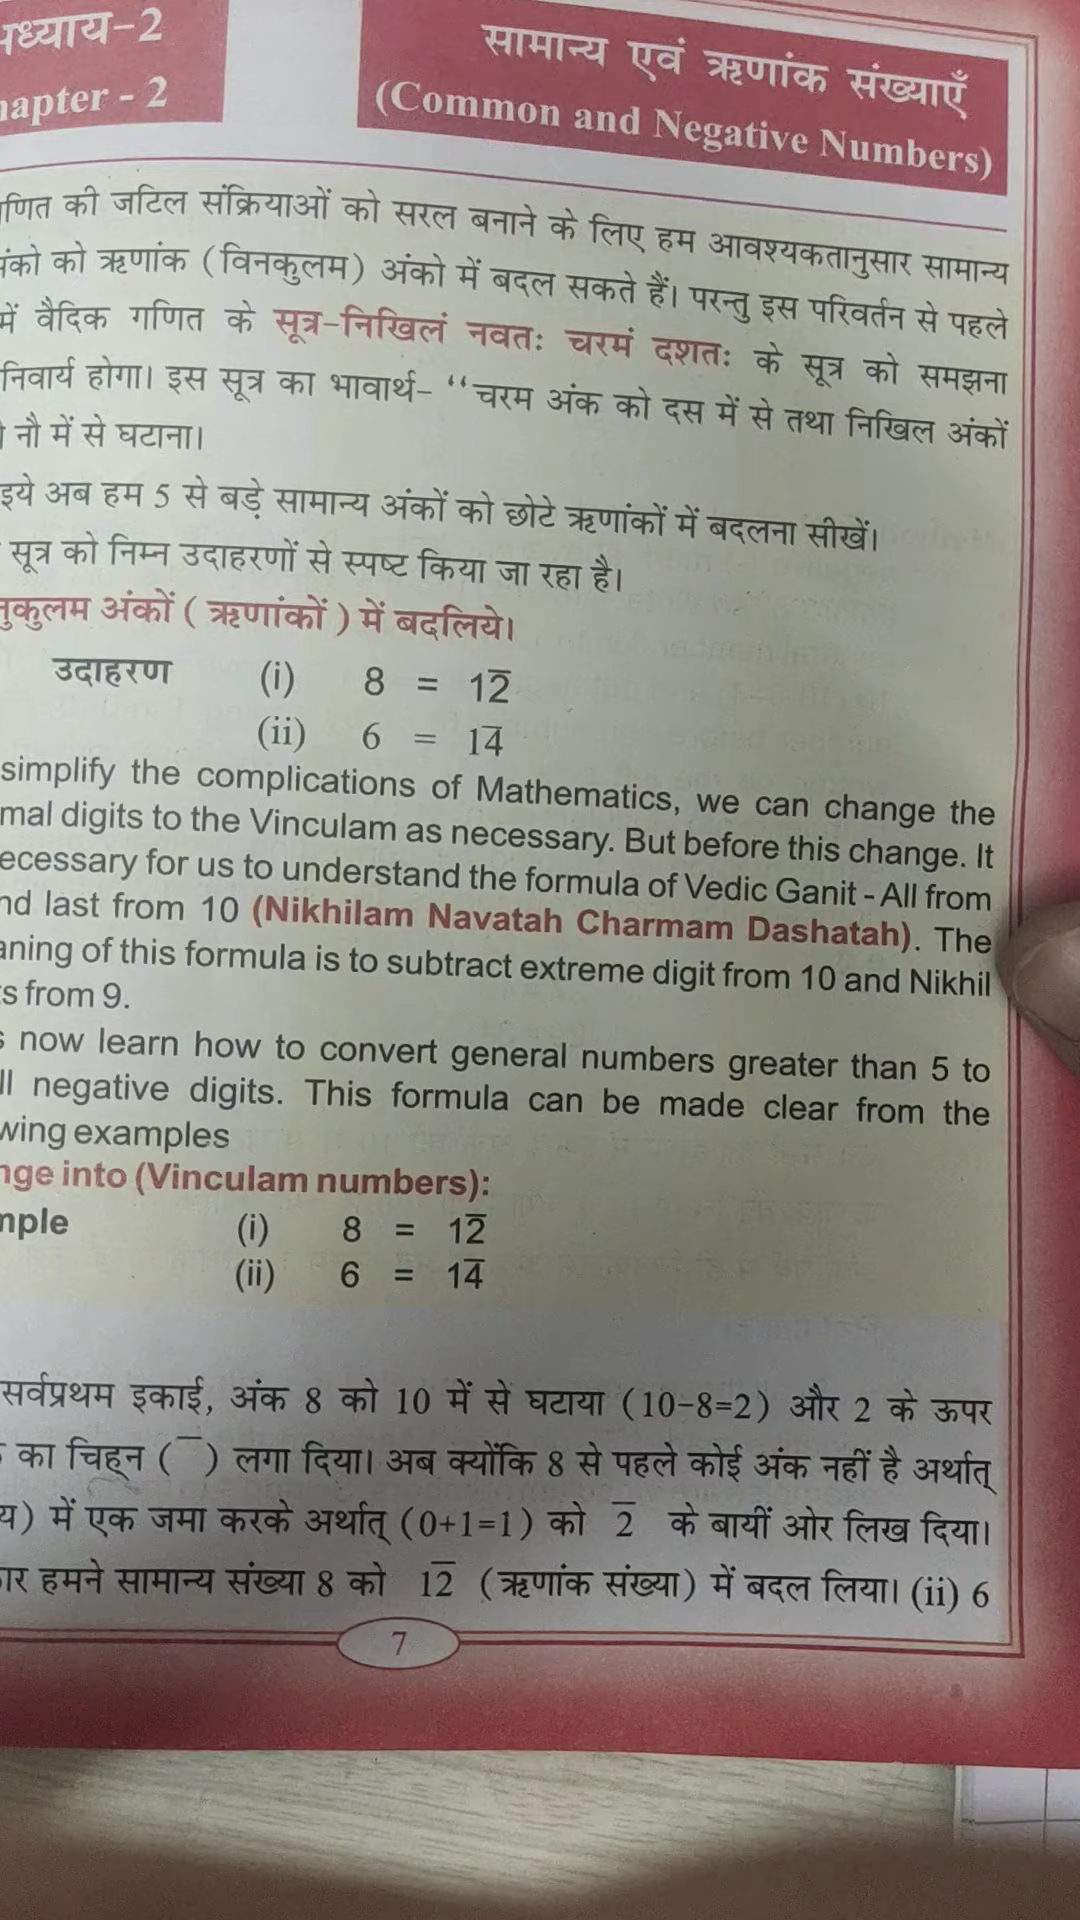 ध्याय-2
hapter - 2
सामान्य एवं ऋणांक संख्याएँ
(Common and Negative Numbers)
णित की जटिल संक्रियाओं को सरल बनाने के लिए हम आवश्यकतानुसार सामान्य
ंको को ऋणांक (विनकुलम) अंको में बदल सकते हैं। परन्तु इस परिवर्तन से पहले
में वैदिक गणित के सूत्र-निखिलं नवतः चरमं दशतः के सूत्र को समझना
निवार्य होगा। इस सूत्र का भावार्थ- ‘‘चरम अंक को दस में से तथा निखिल अंकों
नौ में से घटाना।
इये अब हम 5 से बड़े सामान्य अंकों को छोटे ऋणांकों में बदलना सीखें।
सूत्र को निम्न उदाहरणों से स्पष्ट किया जा रहा है।
नुकुलम अंकों ( ऋणांकों ) में बदलिये।
उदाहरण (i) 8 = 12̅
(ii) 6 = 14̅
simplify the complications of Mathematics, we can change the
mal digits to the Vinculam as necessary. But before this change. It
ecessary for us to understand the formula of Vedic Ganit - All from
nd last from 10 (Nikhilam Navatah Charmam Dashatah). The
aning of this formula is to subtract extreme digit from 10 and Nikhil
s from 9.
s now learn how to convert general numbers greater than 5 to
ll negative digits. This formula can be made clear from the
wing examples
nge into (Vinculam numbers):
mple (i) 8 = 12̅
(ii) 6 = 14̅
सर्वप्रथम इकाई, अंक 8 को 10 में से घटाया (10-8=2) और 2 के ऊपर
का चिह्न ( ¯ ) लगा दिया। अब क्योंकि 8 से पहले कोई अंक नहीं है अर्थात्
य) में एक जमा करके अर्थात् (0+1=1) को 2̅ के बायीं ओर लिख दिया।
ार हमने सामान्य संख्या 8 को 12̅ (ऋणांक संख्या) में बदल लिया। (ii) 6
7